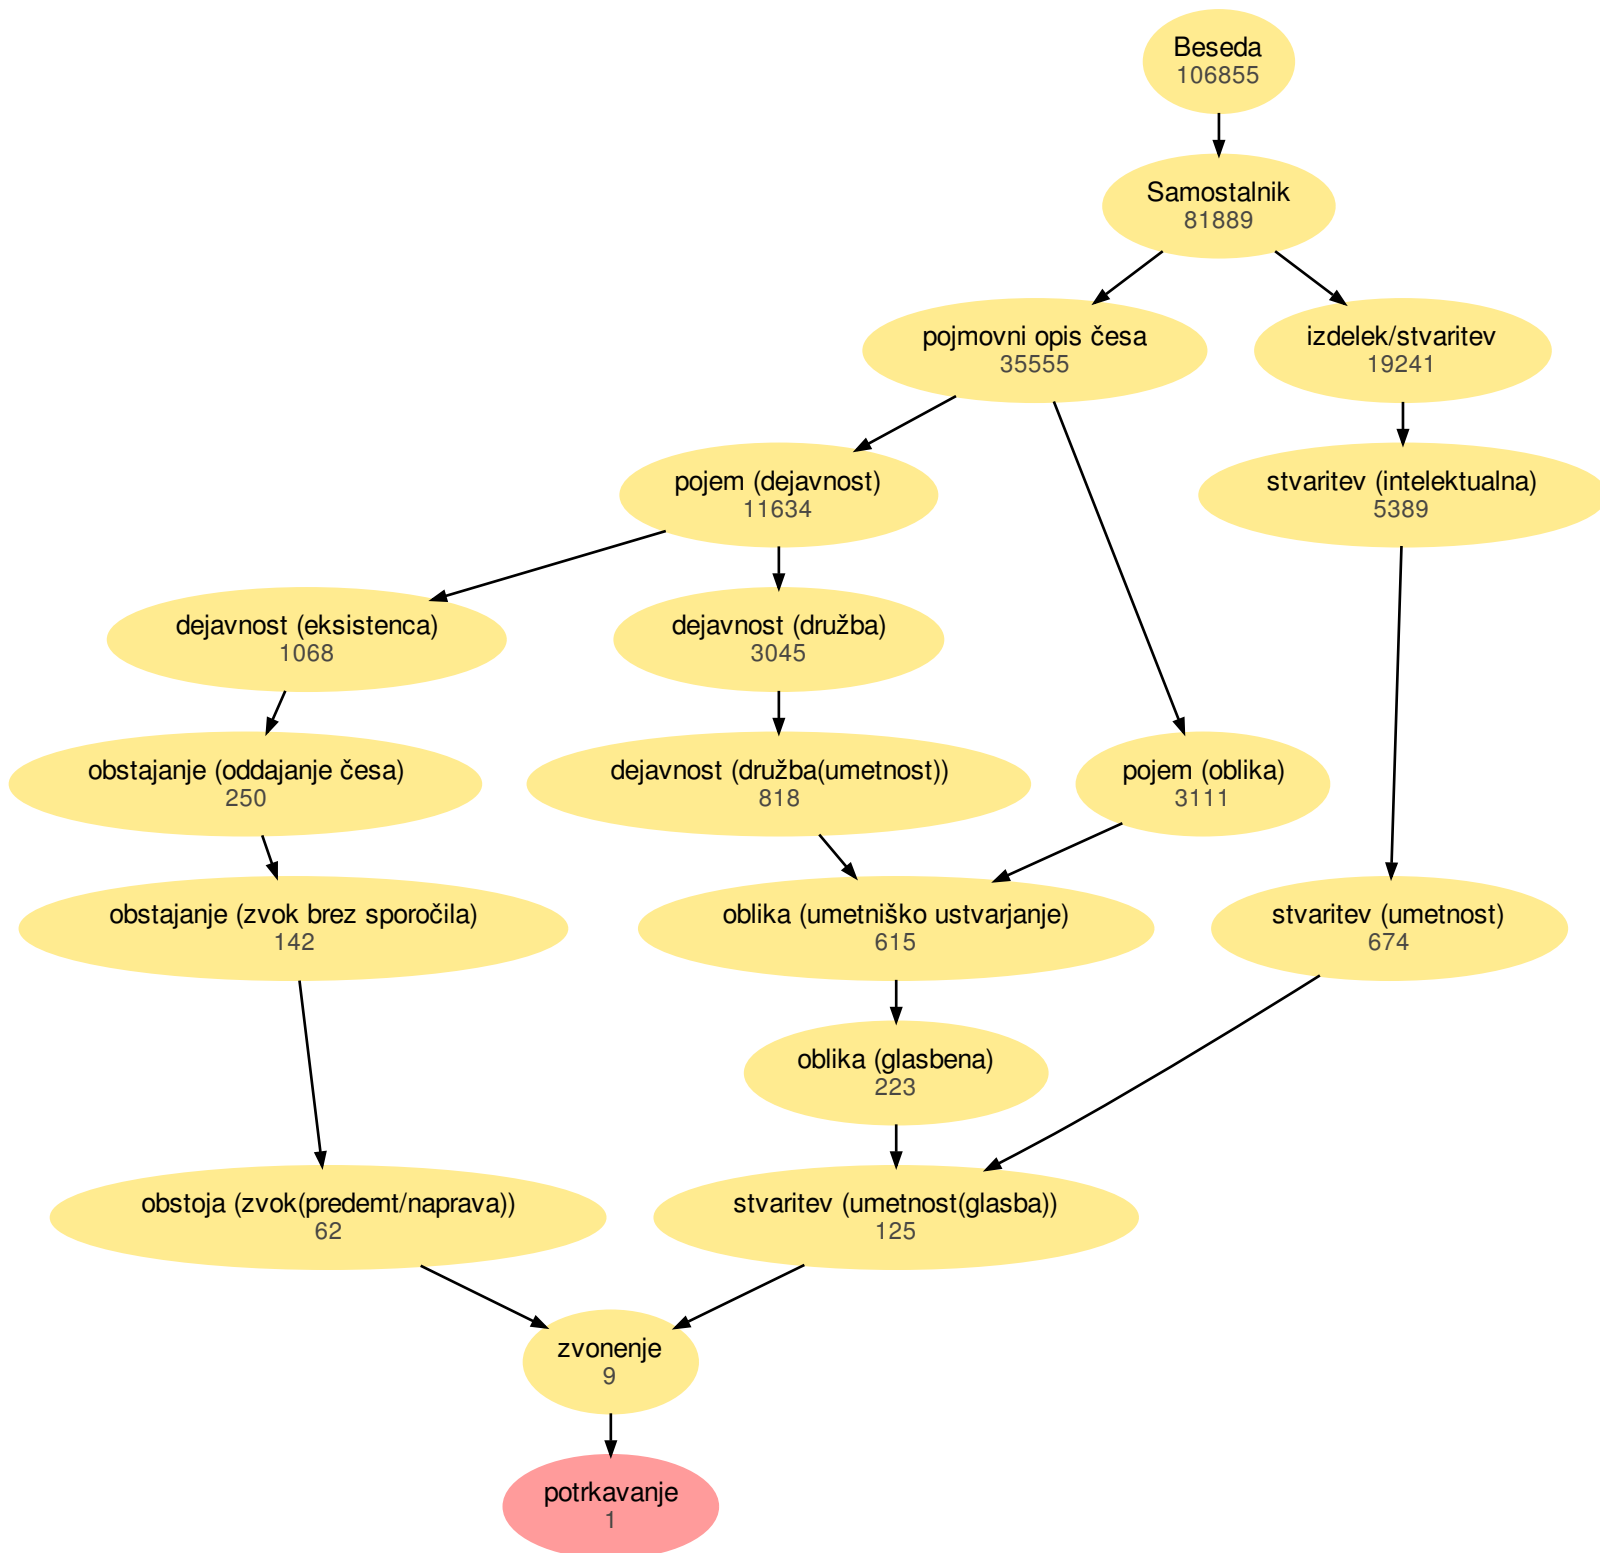 Beseda
106855
Samostalnik
81889
pojmovni opis česa
35555
izdelek/stvaritev
19241
pojem (dejavnost)
11634
stvaritev (intelektualna)
5389
dejavnost (eksistenca)
1068
dejavnost (družba)
3045
obstajanje (oddajanje česa)
250
dejavnost (družba(umetnost))
818
pojem (oblika)
3111
obstajanje (zvok brez sporočila)
142
oblika (umetniško ustvarjanje)
615
stvaritev (umetnost)
674
oblika (glasbena)
223
obstoja (zvok(predemt/naprava))
62
stvaritev (umetnost(glasba))
125
zvonenje
9
potrkavanje
1